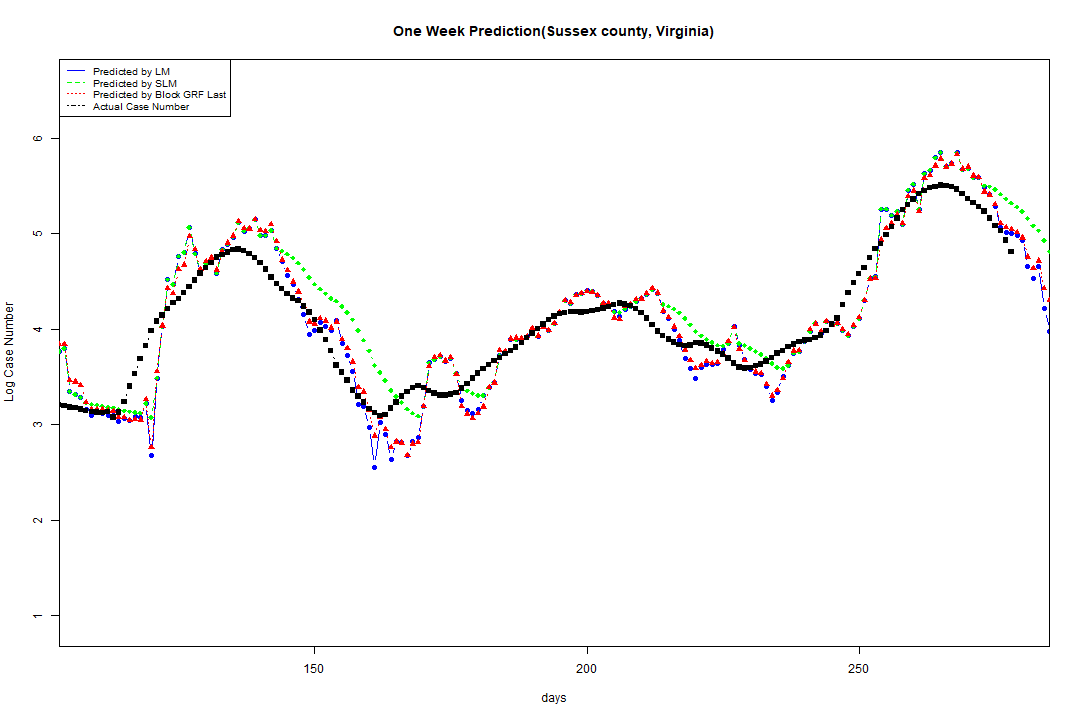 One Week Prediction(Sussex county, Virginia)
Predicted by LM
Predicted by SLM
Predicted by Block GRF Last
Actual Case Number
Log Case Number
6
5
4
3
2
1
150 200 250
days